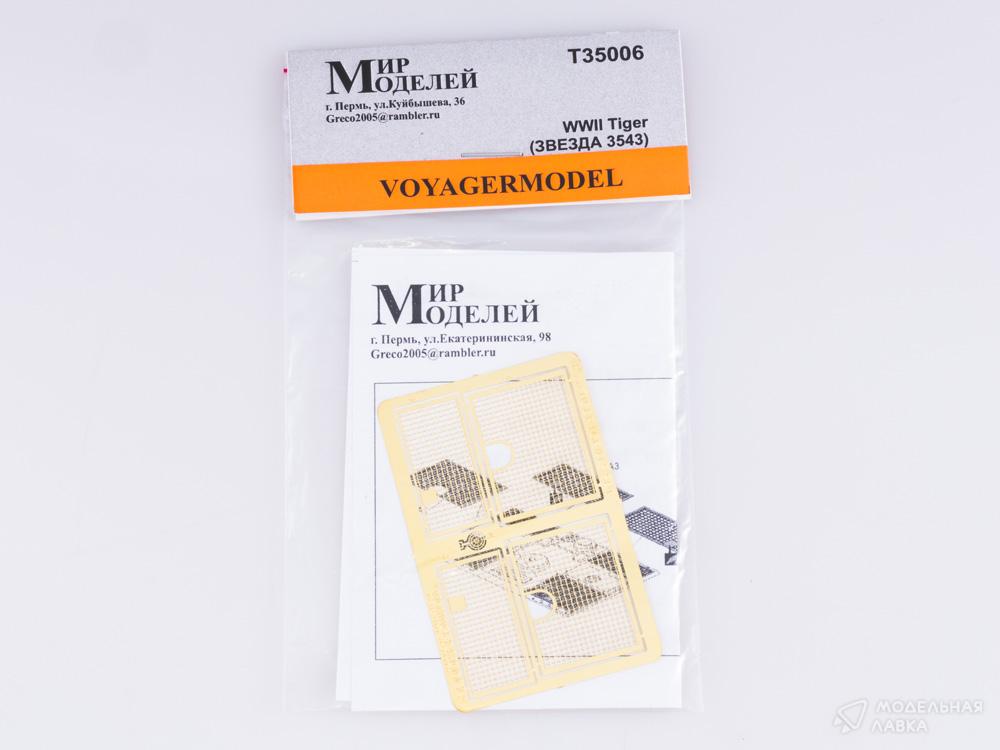 МИР
МОДЕЛЕЙ
г. Пермь, ул.Куйбышева, 36
Greco2005@rambler.ru
T35006
WWII Tiger
(ЗВЕЗДА 3543)
VOYAGERMODEL
МИР
МОДЕЛЕЙ
г. Пермь, ул.Екатерининская, 98
Greco2005@rambler.ru
A3
МОДЕЛЬНАЯ
ЛАВКА